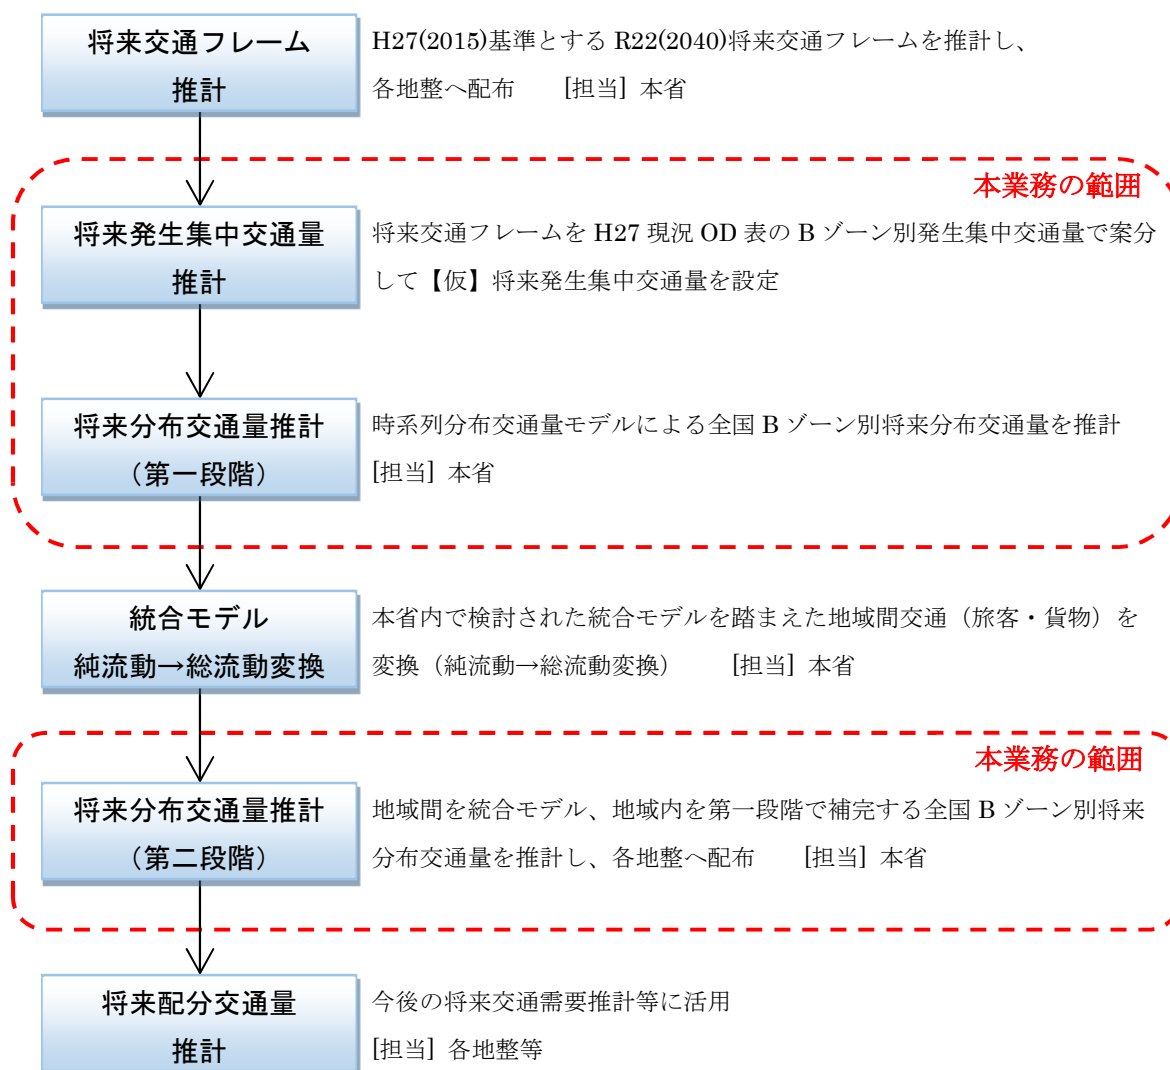 将来交通フレーム
推計
H27(2015)基準とする R22(2040)将来交通フレームを推計し、
各地整へ配布 [担当] 本省
本業務の範囲
将来発生集中交通量
推計
将来交通フレームを H27 現況 OD 表の B ゾーン別発生集中交通量で案分
して【仮】将来発生集中交通量を設定
将来分布交通量推計
（第一段階）
時系列分布交通量モデルによる全国 B ゾーン別将来分布交通量を推計
[担当] 本省
統合モデル
純流動→総流動変換
本省内で検討された統合モデルを踏まえた地域間交通（旅客・貨物）を
変換（純流動→総流動変換） [担当] 本省
本業務の範囲
将来分布交通量推計
（第二段階）
地域間を統合モデル、地域内を第一段階で補完する全国 B ゾーン別将来
分布交通量を推計し、各地整へ配布 [担当] 本省
将来配分交通量
推計
今後の将来交通需要推計等に活用
[担当] 各地整等